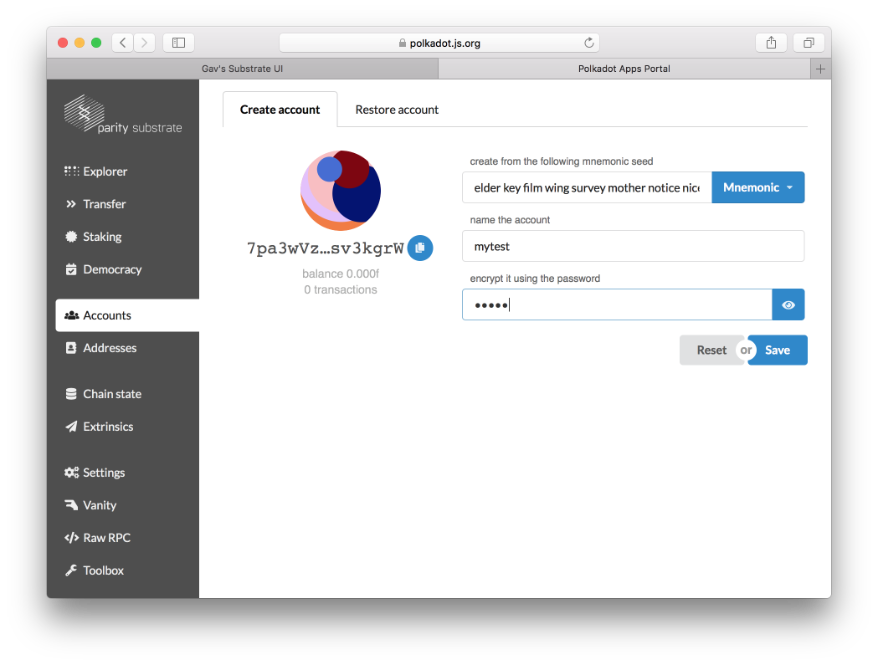 polkadot.js.org
Gav's Substrate UI
Polkadot Apps Portal
parity substrate
Explorer
Transfer
Staking
Democracy
Accounts
Addresses
Chain state
Extrinsics
Settings
Vanity
Raw RPC
Toolbox
Create account
Restore account
7pa3wVz…sv3kgrW
balance 0.000f
0 transactions
create from the following mnemonic seed
elder key film wing survey mother notice nice
Mnemonic
name the account
mytest
encrypt it using the password
•••••
Reset or Save